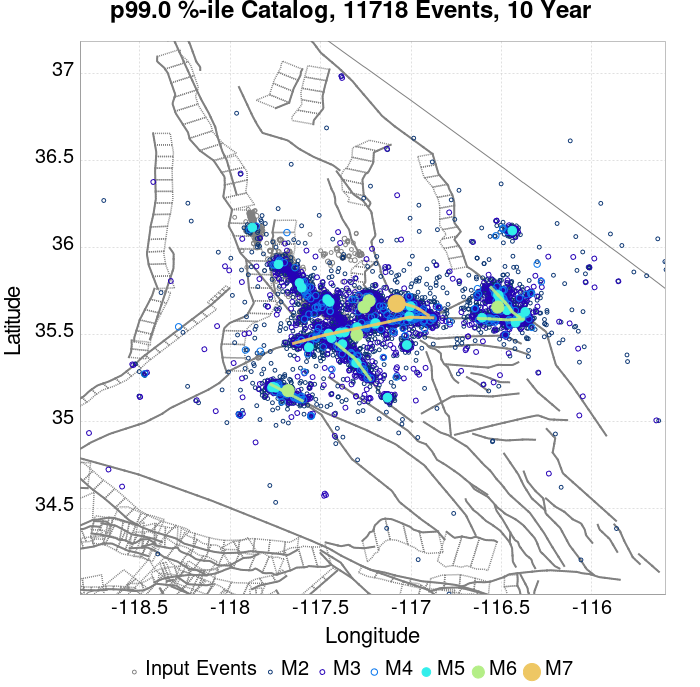 p99.0 %-ile Catalog, 11718 Events, 10 Year
37
36.5
36
35.5
35
34.5
Latitude
-118.5 -118 -117.5 -117 -116.5 -116
Longitude
Input Events M2 M3 M4 M5 M6 M7